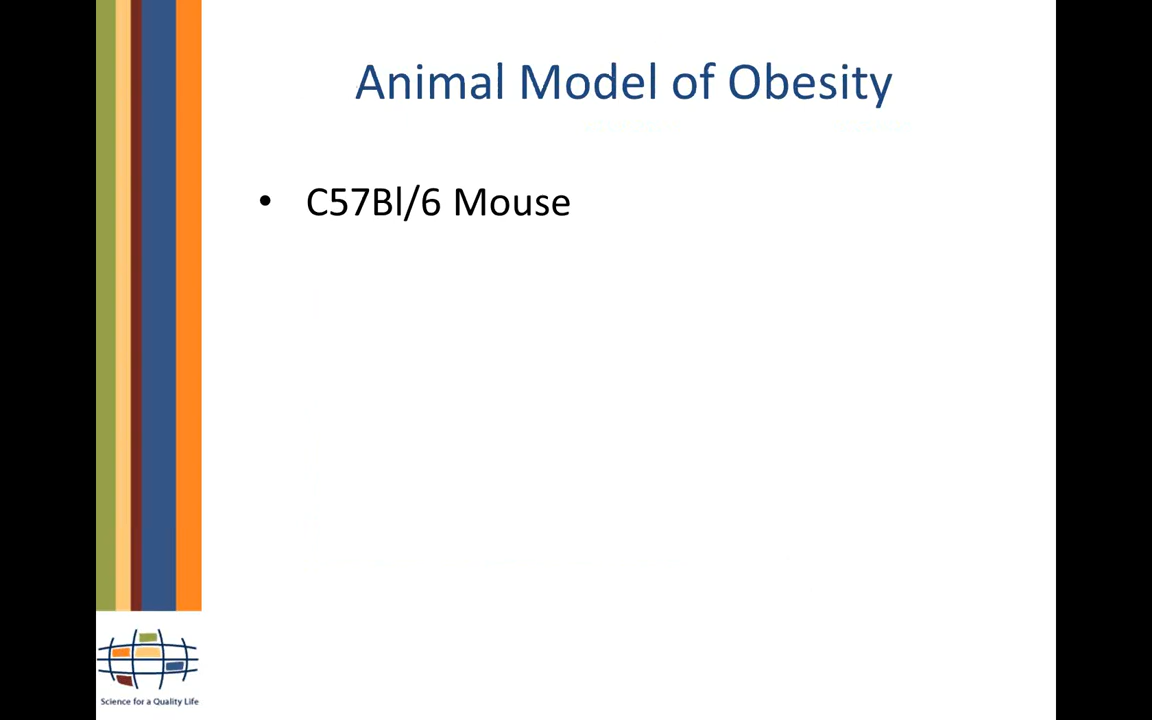 Animal Model of Obesity
• C57Bl/6 Mouse
Science for a Quality Life